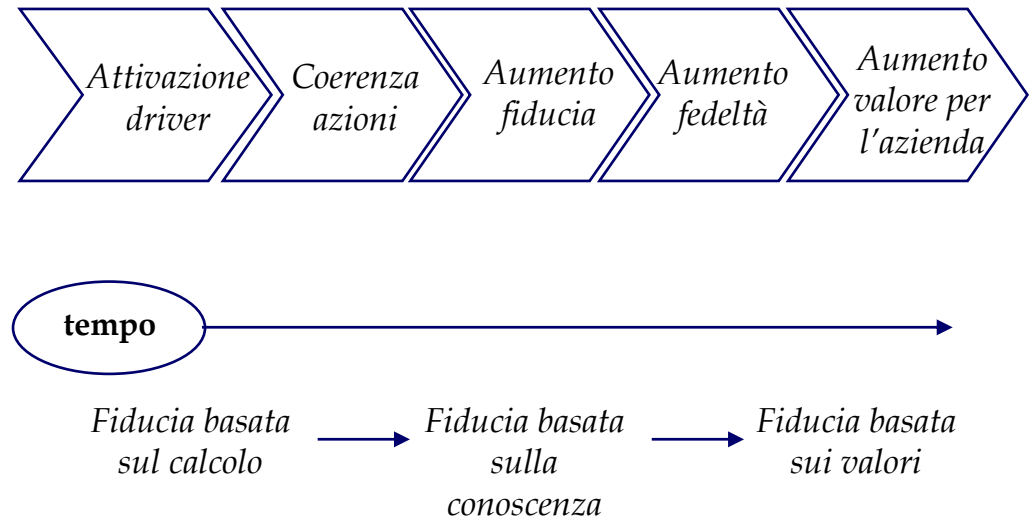 Attivazione
driver
Coerenza
azioni
Aumento
fiducia
Aumento
fedeltà
Aumento
valore per
l'azienda
tempo
Fiducia basata
sul calcolo
Fiducia basata
sulla
conoscenza
Fiducia basata
sui valori